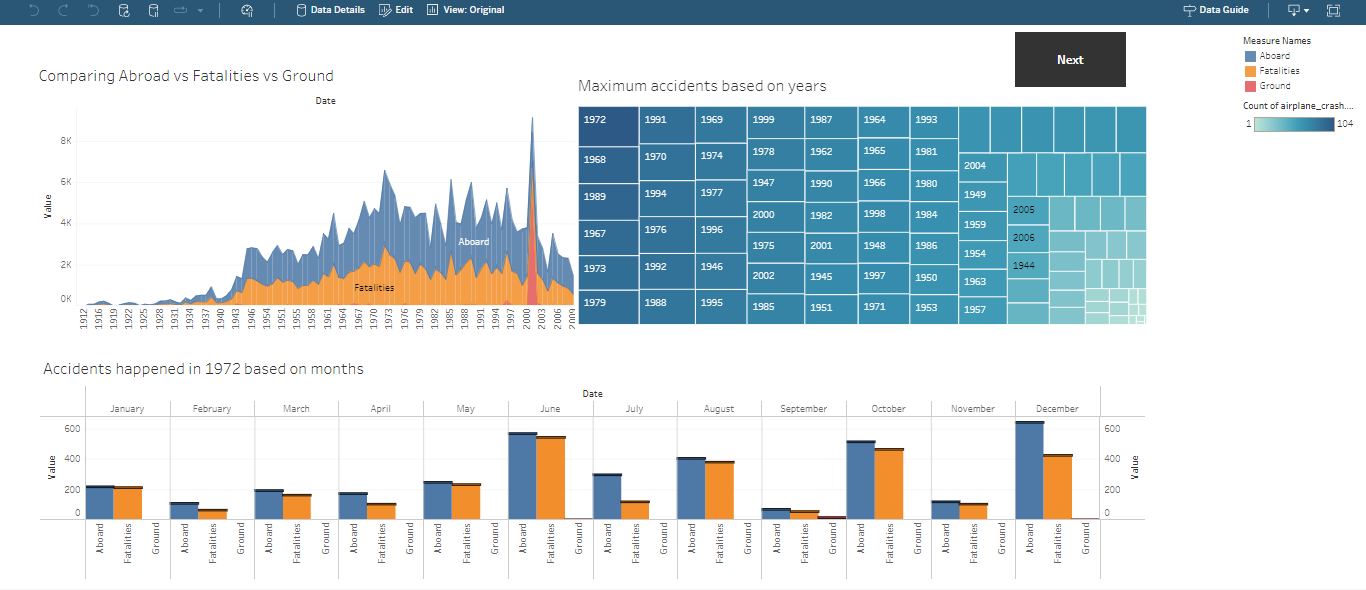 Data Details Edit View: Original Data Guide
Next
Measure Names
Aboard
Fatalities
Ground
Count of airplane_crash....
1 104
Comparing Abroad vs Fatalities vs Ground
Date
Value
8K
6K
4K
2K
0K
Aboard
Fatalities
1912 1916 1919 1922 1925 1928 1931 1934 1937 1940 1943 1946 1949 1952 1955 1958 1961 1964 1967 1970 1973 1976 1979 1982 1985 1988 1991 1994 1997 2000 2003 2006 2009
Maximum accidents based on years
1972 1991 1969 1999 1987 1964 1993
1968 1970 1974 1978 1962 1965 1981 2004
1989 1994 1977 1947 1990 1966 1980 1949 2005
1967 1976 1996 2000 1982 1998 1984 1959 2006
1973 1992 1946 1975 2001 1948 1986 1954 1944
1979 1988 1995 2002 1945 1997 1950 1963
1985 1951 1971 1953 1957
Accidents happened in 1972 based on months
Date
January February March April May June July August September October November December
Value
600
400
200
0
600
400
200
0
Value
Aboard Fatalities Ground Aboard Fatalities Ground Aboard Fatalities Ground Aboard Fatalities Ground Aboard Fatalities Ground Aboard Fatalities Ground Aboard Fatalities Ground Aboard Fatalities Ground Aboard Fatalities Ground Aboard Fatalities Ground Aboard Fatalities Ground Aboard Fatalities Ground